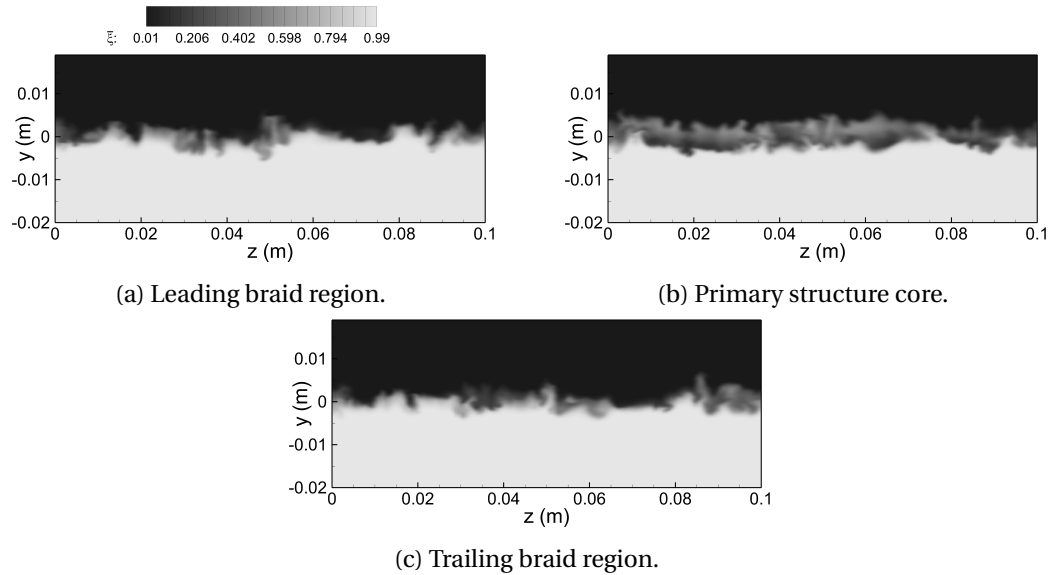 ξ̅: 0.01 0.206 0.402 0.598 0.794 0.99
0.01
0
-0.01
-0.02
y (m)
0 0.02 0.04 0.06 0.08 0.1
z (m)
(a) Leading braid region.
0.01
0
-0.01
-0.02
y (m)
0 0.02 0.04 0.06 0.08 0.1
z (m)
(b) Primary structure core.
0.01
0
-0.01
-0.02
y (m)
0 0.02 0.04 0.06 0.08 0.1
z (m)
(c) Trailing braid region.